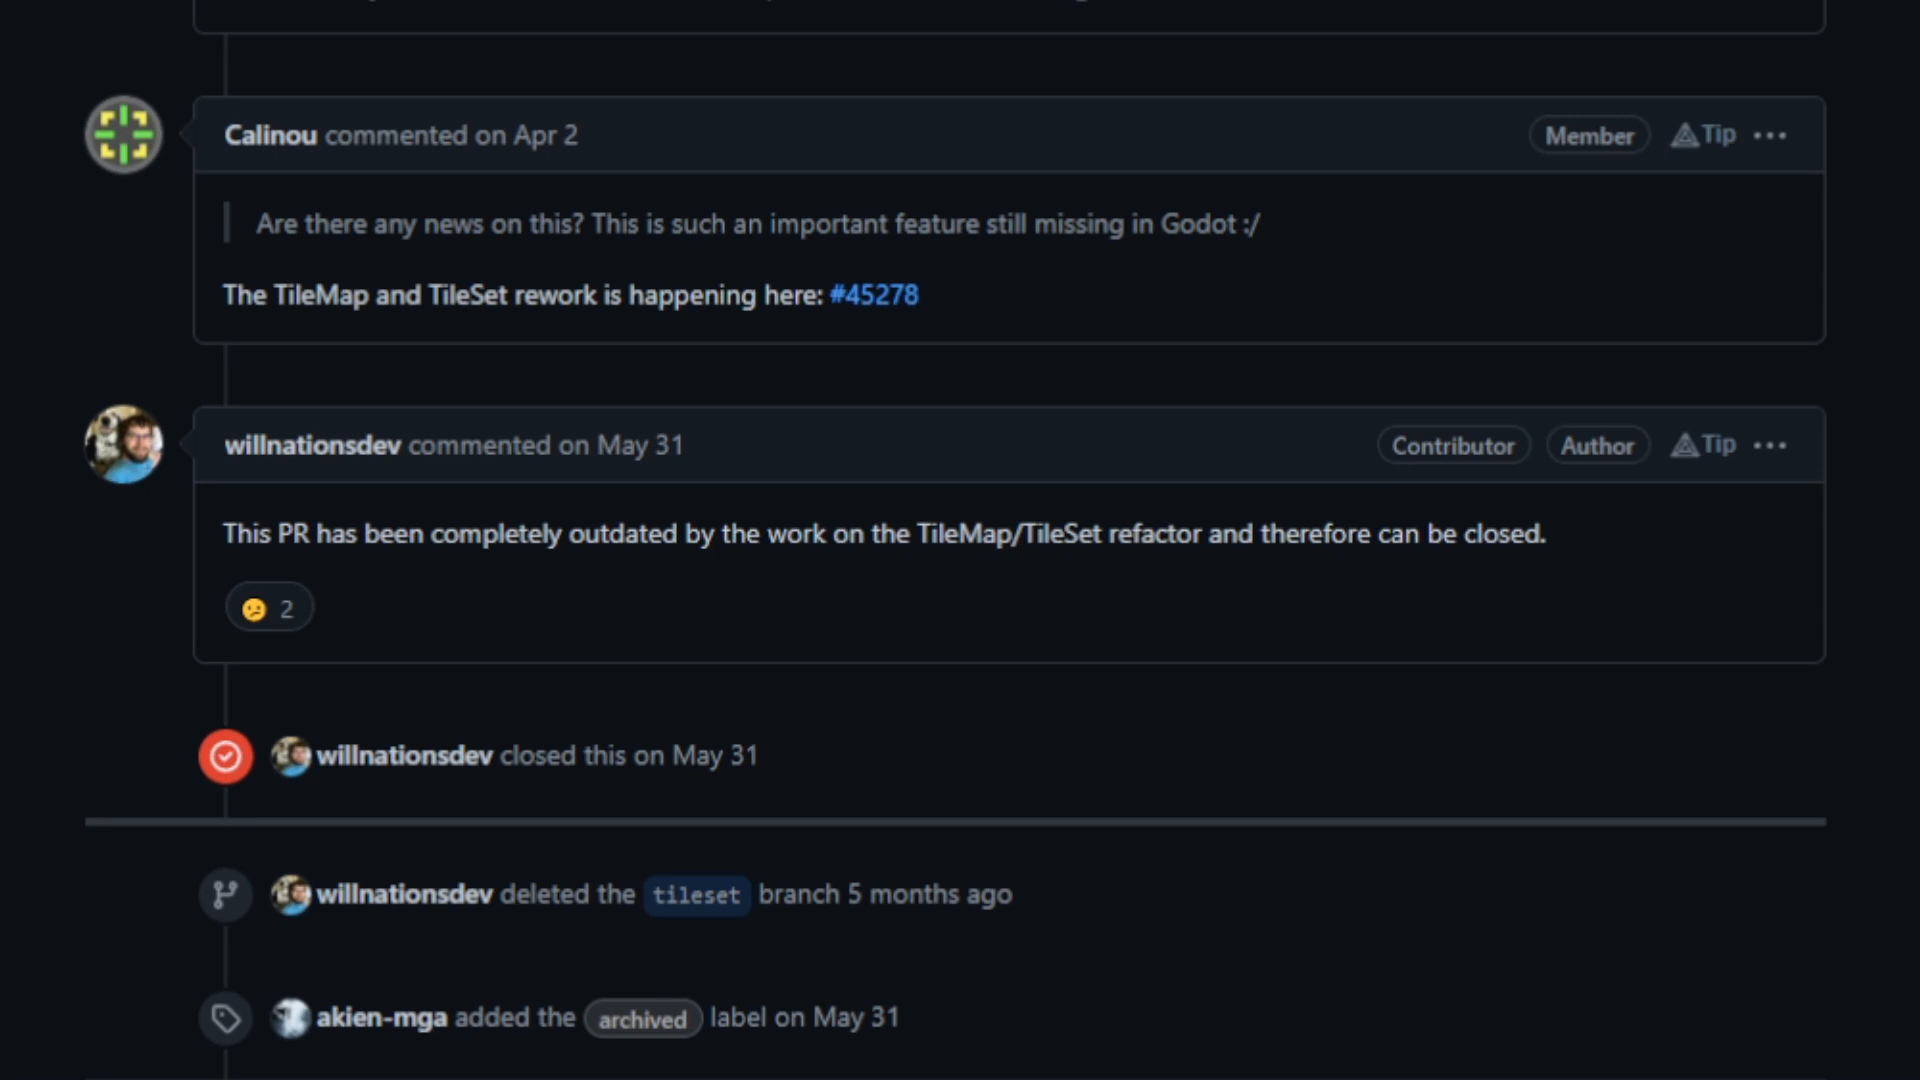 Calinou commented on Apr 2
Member Tip
Are there any news on this? This is such an important feature still missing in Godot :/
The TileMap and TileSet rework is happening here: #45278
willnationsdev commented on May 31
Contributor Author Tip
This PR has been completely outdated by the work on the TileMap/TileSet refactor and therefore can be closed.
2
willnationsdev closed this on May 31
willnationsdev deleted the tileset branch 5 months ago
akien-mga added the archived label on May 31